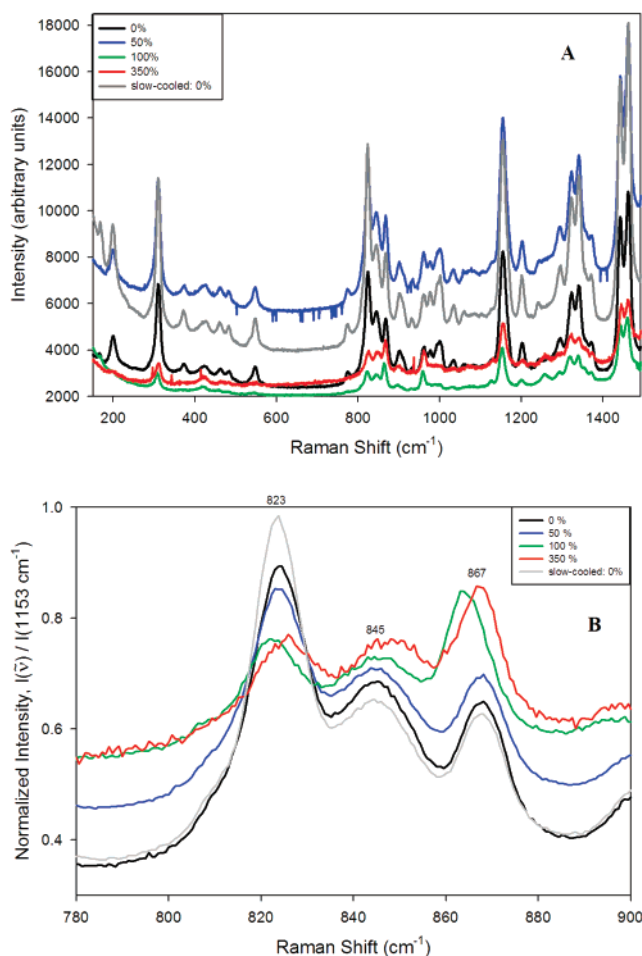 18000
16000
14000
12000
10000
8000
6000
4000
2000
Intensity (arbitrary units)
0%
50%
100%
350%
slow-cooled: 0%
A
200 400 600 800 1000 1200 1400
Raman Shift (cm-1)
1.0
0.8
0.6
0.4
Normalized Intensity, I(ν̃) / I(1153 cm-1)
823
845
867
0 %
50 %
100 %
350 %
slow-cooled: 0%
B
780 800 820 840 860 880 900
Raman Shift (cm-1)